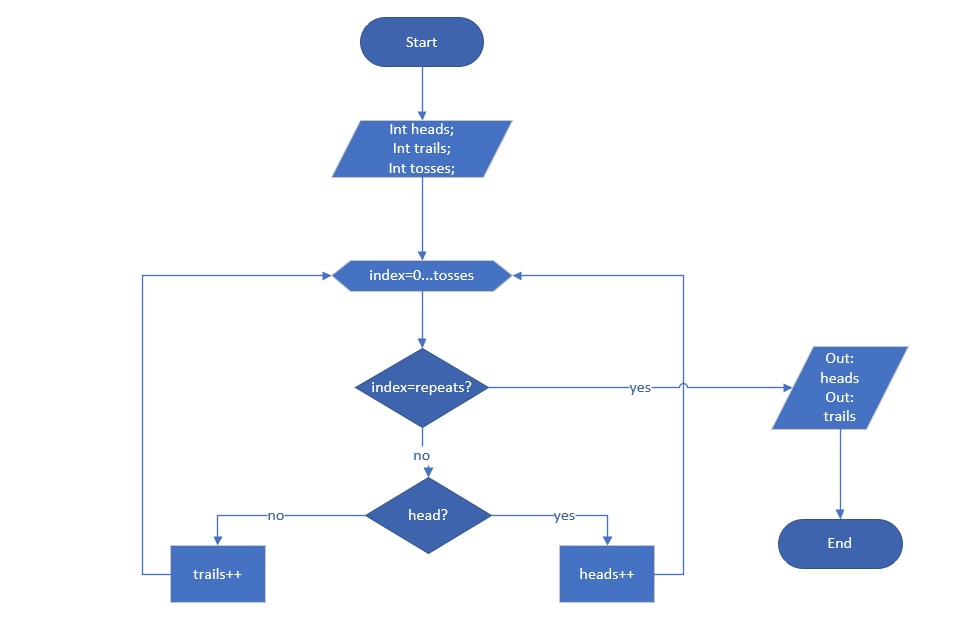 Start
Int heads;
Int trails;
Int tosses;
index=0...tosses
index=repeats?
yes
Out:
heads
Out:
trails
no
head?
no
yes
trails++
heads++
End